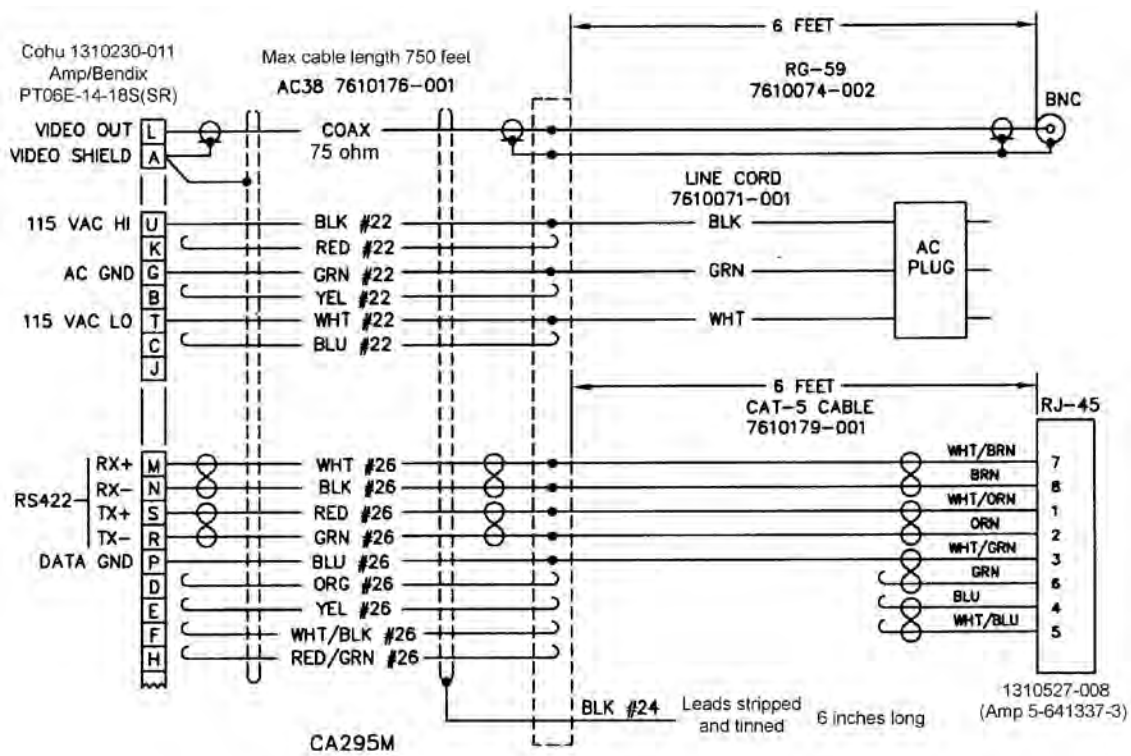 Cohu 1310230-011
Amp/Bendix
PT06E-14-18S(SR)
Max cable length 750 feet
AC38 7610176-001
6 FEET
RG-59
7610074-002
BNC
VIDEO OUT L COAX
VIDEO SHIELD A 75 ohm
LINE CORD
7610071-001
115 VAC HI U BLK #22 BLK
K RED #22
AC GND G GRN #22 GRN
B YEL #22
115 VAC LO T WHT #22 WHT
C BLU #22
J
AC
PLUG
6 FEET
CAT-5 CABLE
7610179-001
RJ-45
RS422
RX+ M WHT #26 WHT/BRN 7
RX- N BLK #26 BRN 8
TX+ S RED #26 WHT/ORN 1
TX- R GRN #26 ORN 2
DATA GND P BLU #26 WHT/GRN 3
D ORG #26 GRN 6
E YEL #26 BLU 4
F WHT/BLK #26 WHT/BLU 5
H RED/GRN #26
1310527-008
(Amp 5-641337-3)
BLK #24 Leads stripped
and tinned
6 inches long
CA295M